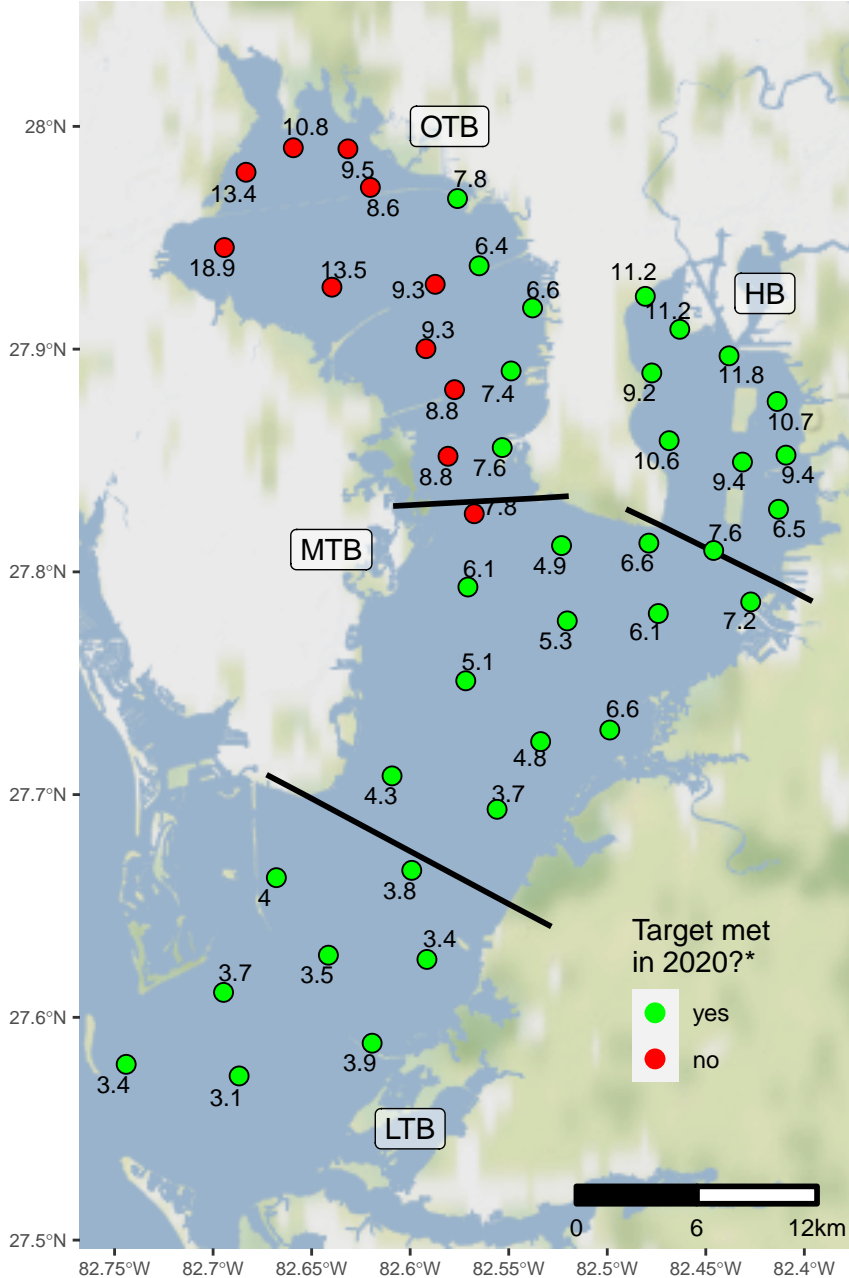 28°N
27.9°N
27.8°N
27.7°N
27.6°N
27.5°N
OTB
10.8
9.5
13.4
8.6
7.8
18.9
13.5
6.4
9.3
6.6
9.3
7.4
8.8
7.6
8.8
HB
11.2
11.2
11.8
9.2
10.7
10.6
9.4
9.4
6.5
7.6
MTB
7.8
4.9
6.6
6.1
5.3
6.1
7.2
5.1
6.6
4.8
4.3
3.7
3.8
4
3.5
3.4
3.7
3.9
3.4
3.1
LTB
Target met
in 2020?*
yes
no
0 6 12km
82.75°W 82.7°W 82.65°W 82.6°W 82.55°W 82.5°W 82.45°W 82.4°W